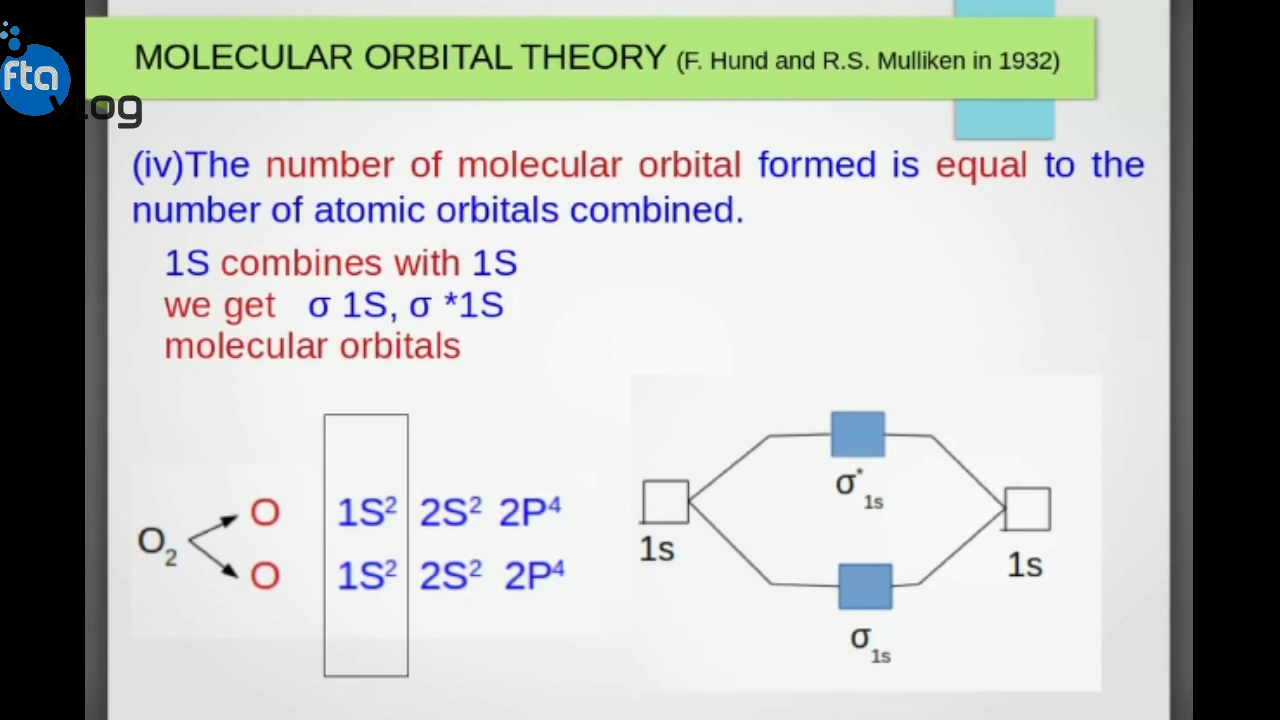 fta
vlog
MOLECULAR ORBITAL THEORY (F. Hund and R.S. Mulliken in 1932)
(iv)The number of molecular orbital formed is equal to the
number of atomic orbitals combined.
1S combines with 1S
we get σ 1S, σ *1S
molecular orbitals
O₂
O 1S² 2S² 2P⁴
O 1S² 2S² 2P⁴
σ*1s
1s
1s
σ1s